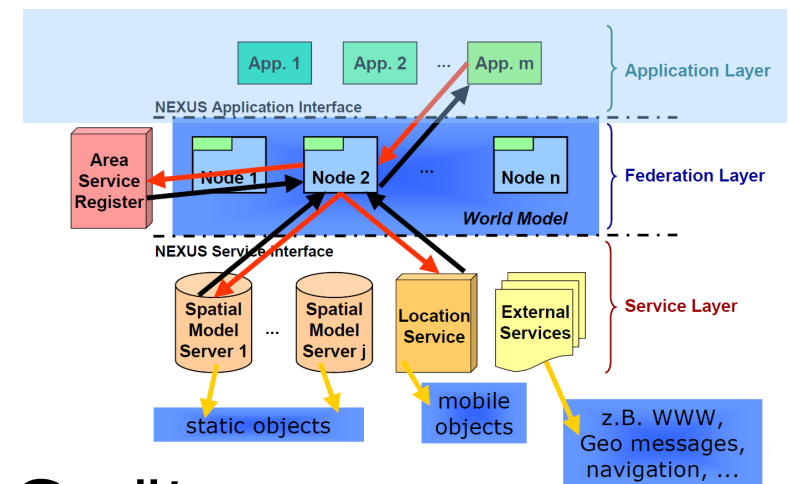 App. 1
App. 2
...
App. m
Application Layer
NEXUS Application Interface
Area
Service
Register
Node 1
Node 2
...
Node n
Federation Layer
World Model
NEXUS Service Interface
Spatial
Model
Server 1
...
Spatial
Model
Server j
Location
Service
External
Services
Service Layer
static objects
mobile
objects
z.B. WWW,
Geo messages,
navigation, ...